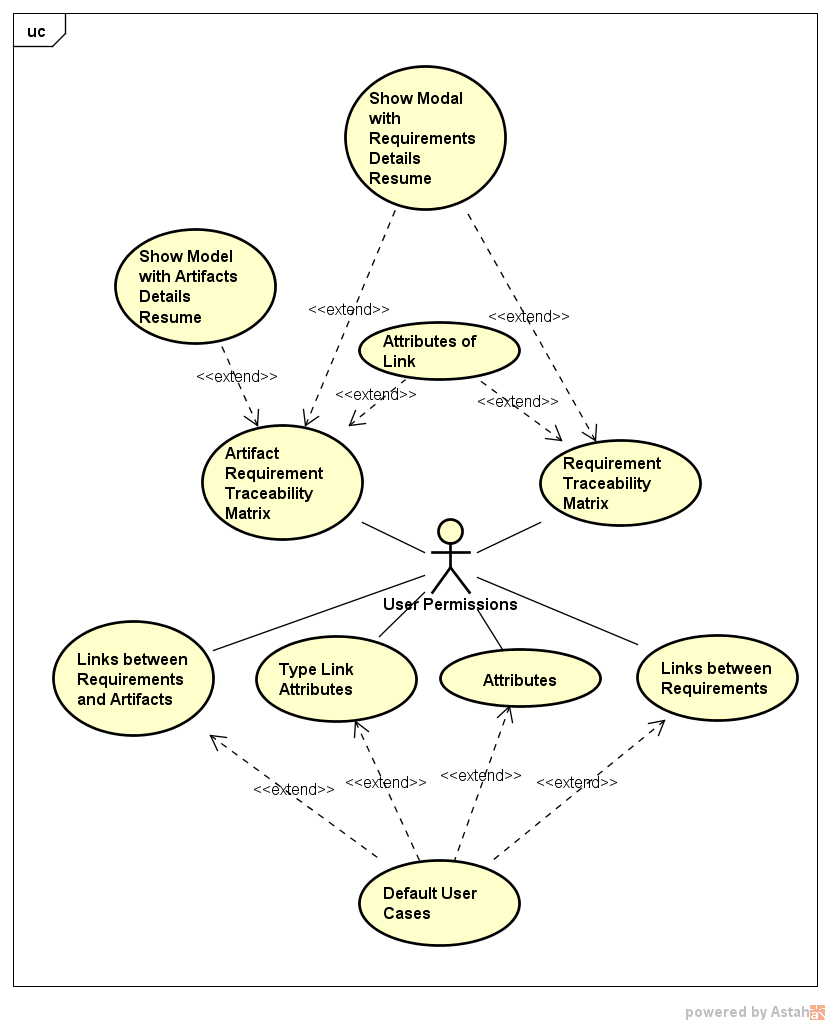 uc
Show Modal
with
Requirements
Details
Resume
Show Model
with Artifacts
Details
Resume
<<extend>>
<<extend>>
Attributes of
Link
<<extend>>
<<extend>>
<<extend>>
Artifact
Requirement
Traceability
Matrix
Requirement
Traceability
Matrix
User Permissions
Links between
Requirements
and Artifacts
Type Link
Attributes
Attributes
Links between
Requirements
<<extend>>
<<extend>>
<<extend>>
<<extend>>
Default User
Cases
powered by Astah